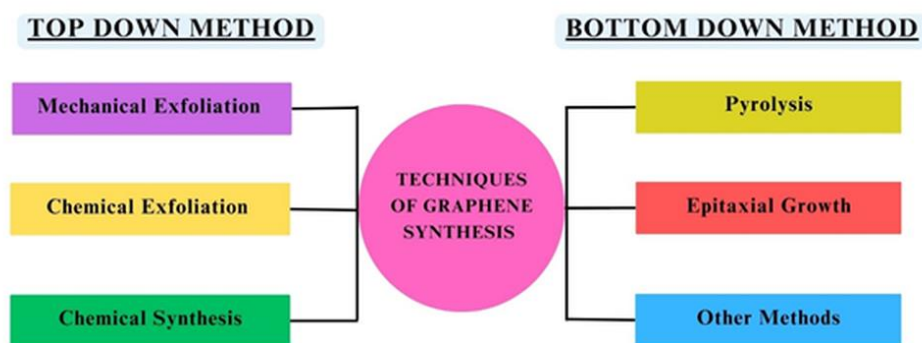 TOP DOWN METHOD
BOTTOM DOWN METHOD
Mechanical Exfoliation
Chemical Exfoliation
Chemical Synthesis
TECHNIQUES
OF GRAPHENE
SYNTHESIS
Pyrolysis
Epitaxial Growth
Other Methods